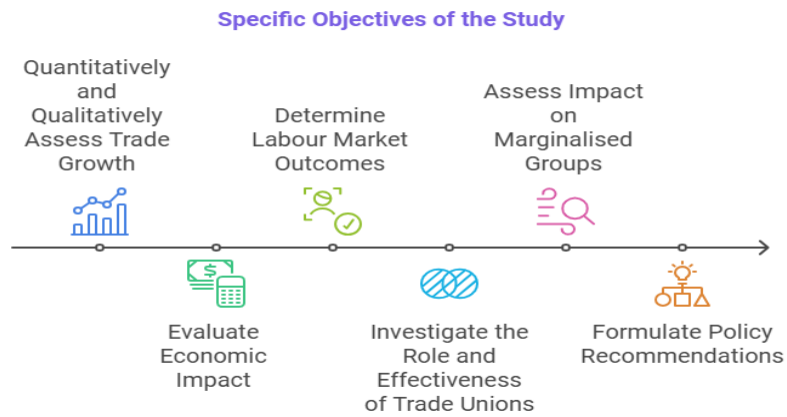 Specific Objectives of the Study
Quantitatively
and
Qualitatively
Assess Trade
Growth
Evaluate
Economic
Impact
Determine
Labour Market
Outcomes
Investigate the
Role and
Effectiveness
of Trade Unions
Assess Impact
on
Marginalised
Groups
Formulate Policy
Recommendations